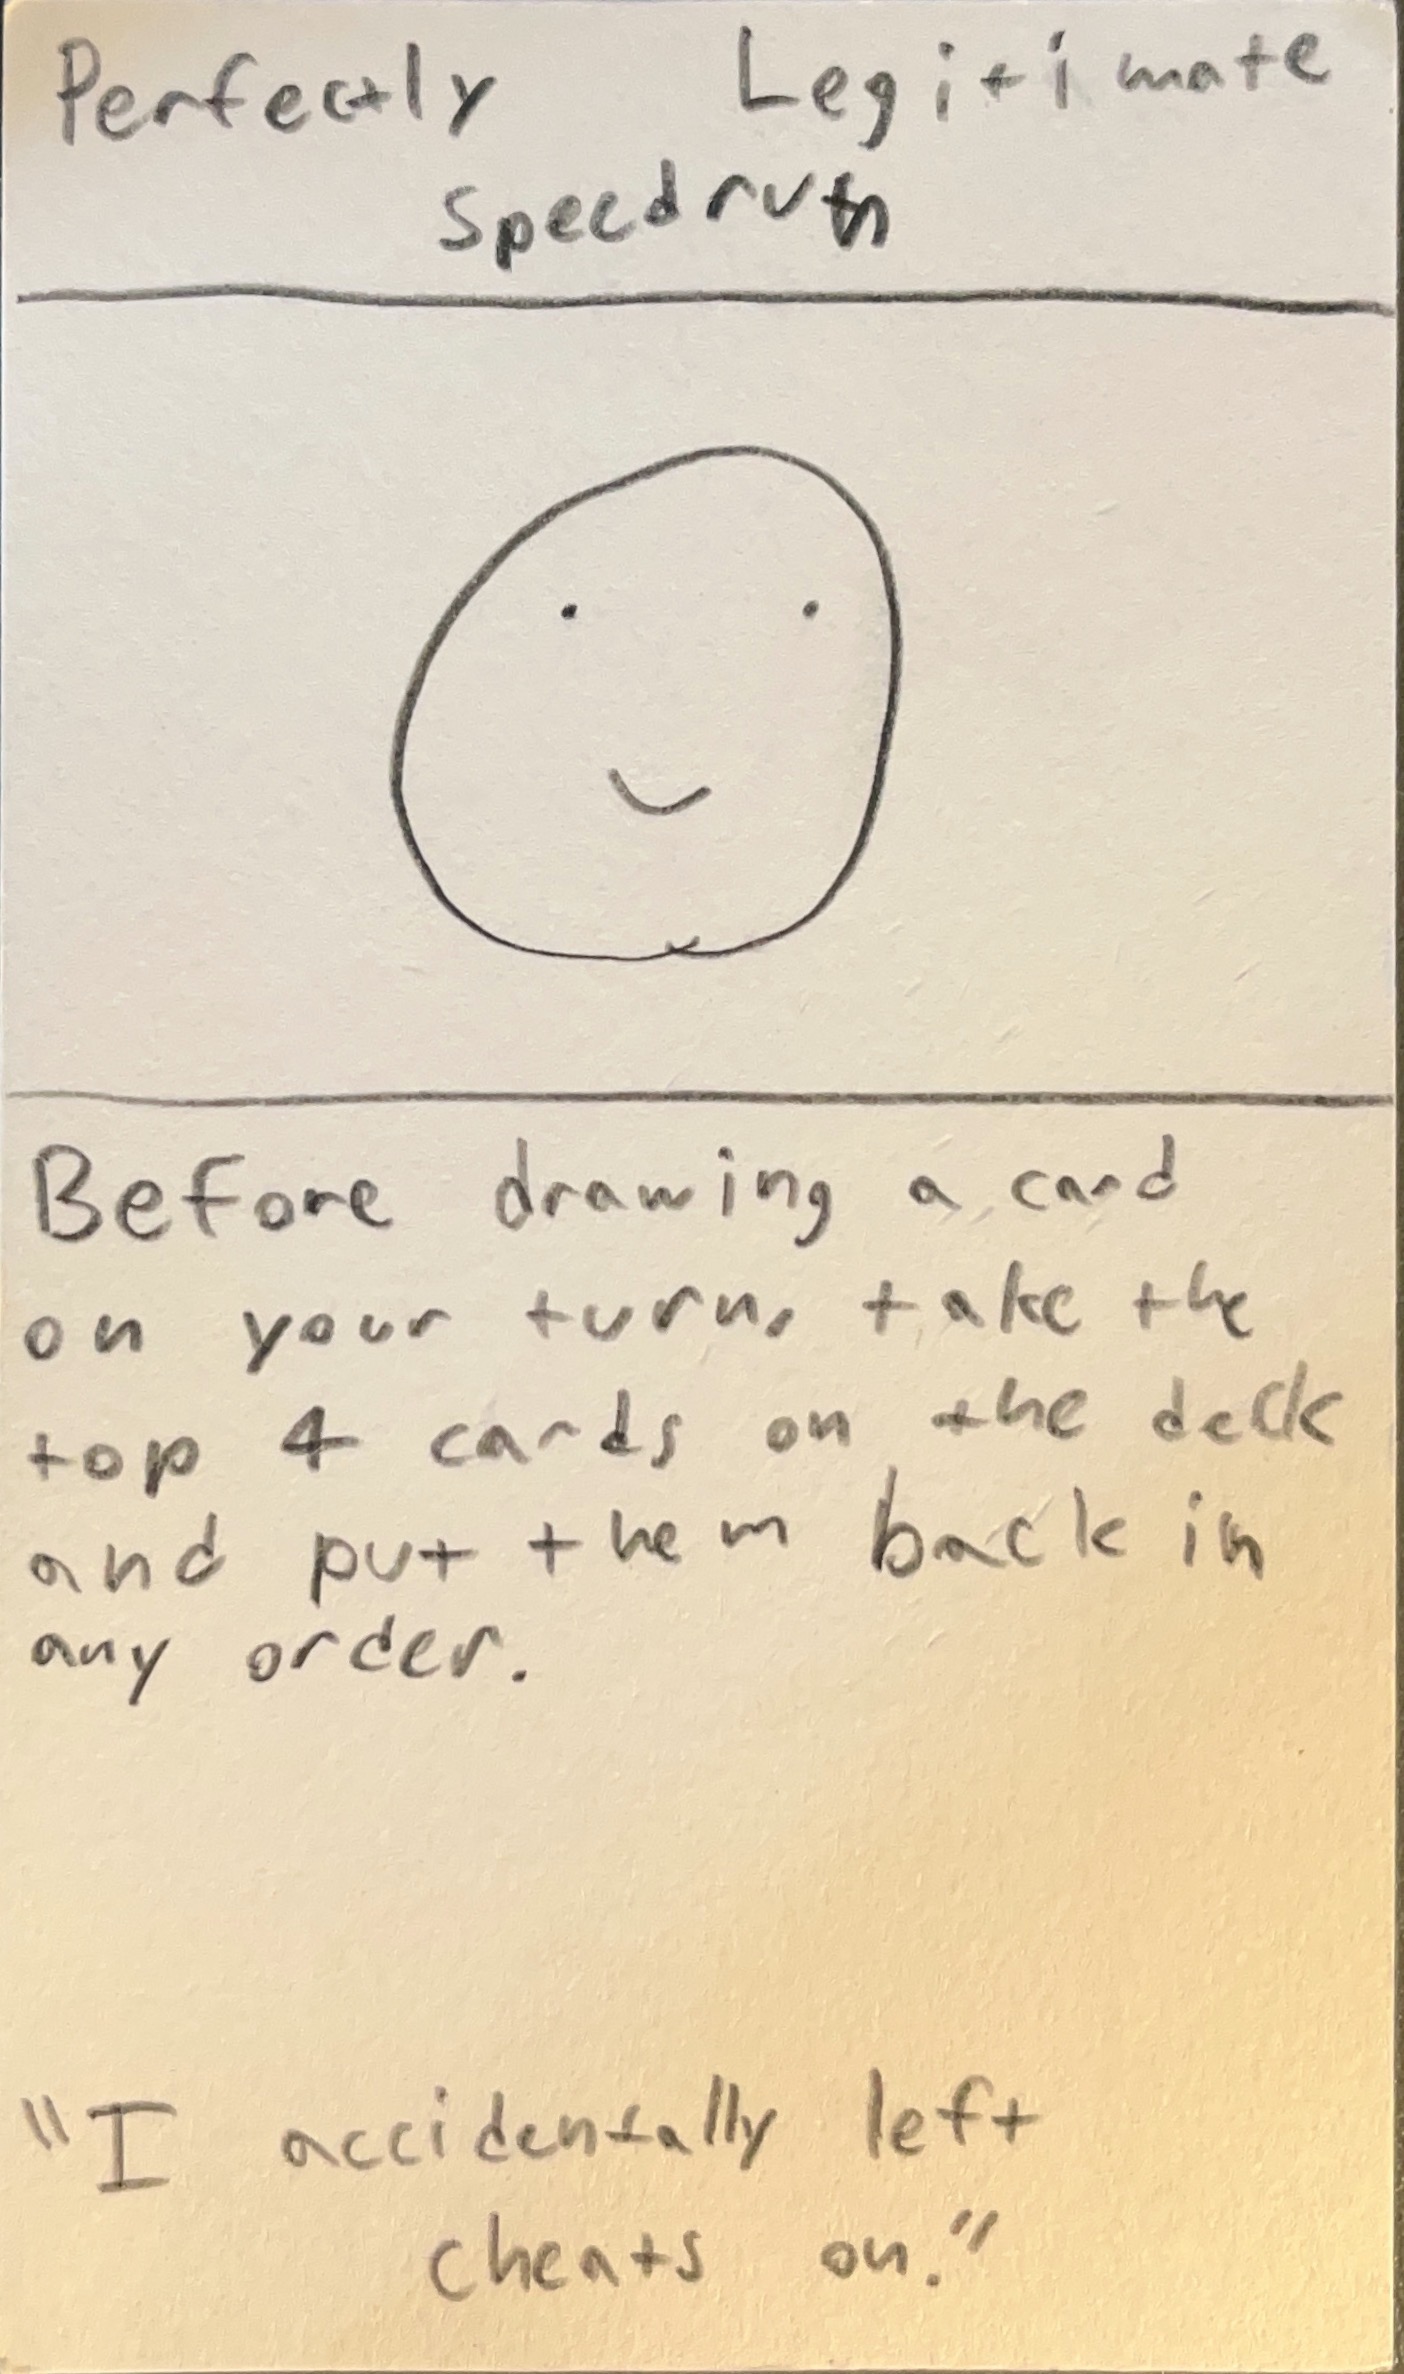 Perfectly Legitimate
Speedrun
Before drawing a card
on your turn, take the
top 4 cards on the deck
and put them back in
any order.
"I accidentally left
cheats on."